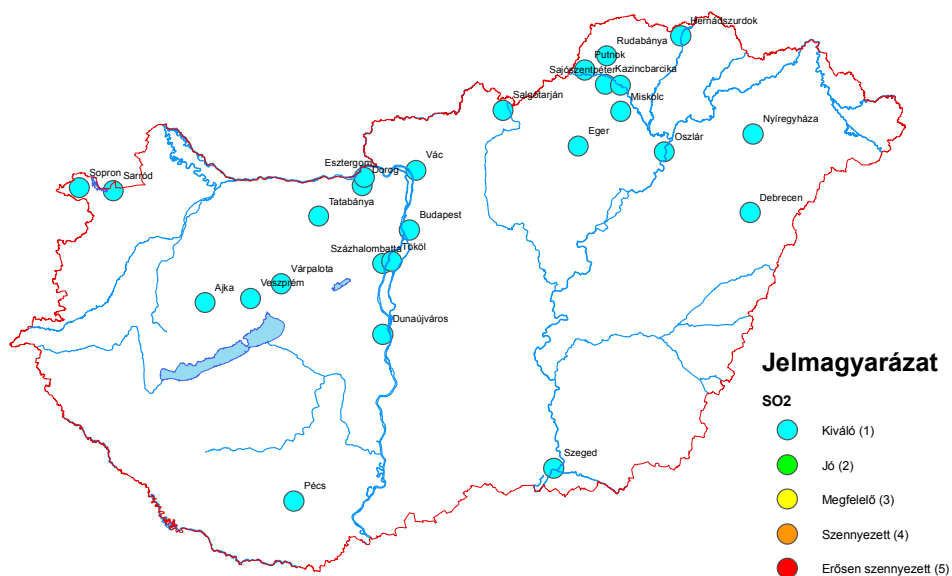 Hernádszurdok
Rudabánya
Putnok
Sajószentpéter
Kazincbarcika
Salgótarján
Miskolc
Nyíregyháza
Eger
Oszlár
Vác
Esztergom
Dorog
Sopron
Sarród
Debrecen
Tatabánya
Budapest
Százhalombatta
Tököl
Várpalota
Veszprém
Ajka
Dunaújváros
Szeged
Pécs
Jelmagyarázat
SO2
Kiváló (1)
Jó (2)
Megfelelő (3)
Szennyezett (4)
Erősen szennyezett (5)